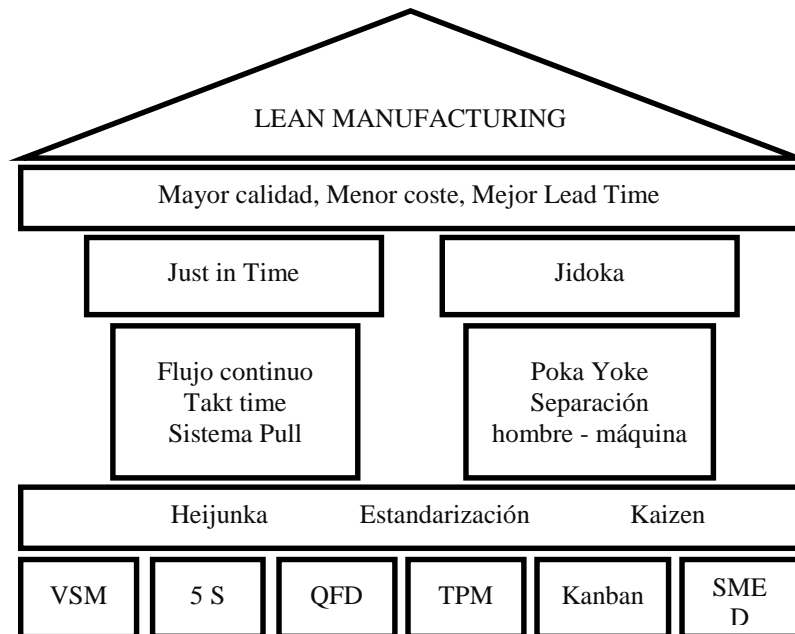 LEAN MANUFACTURING
Mayor calidad, Menor coste, Mejor Lead Time
Just in Time
Jidoka
Flujo continuo
Takt time
Sistema Pull
Poka Yoke
Separación
hombre - máquina
Heijunka Estandarización Kaizen
VSM
5 S
QFD
TPM
Kanban
SME
D